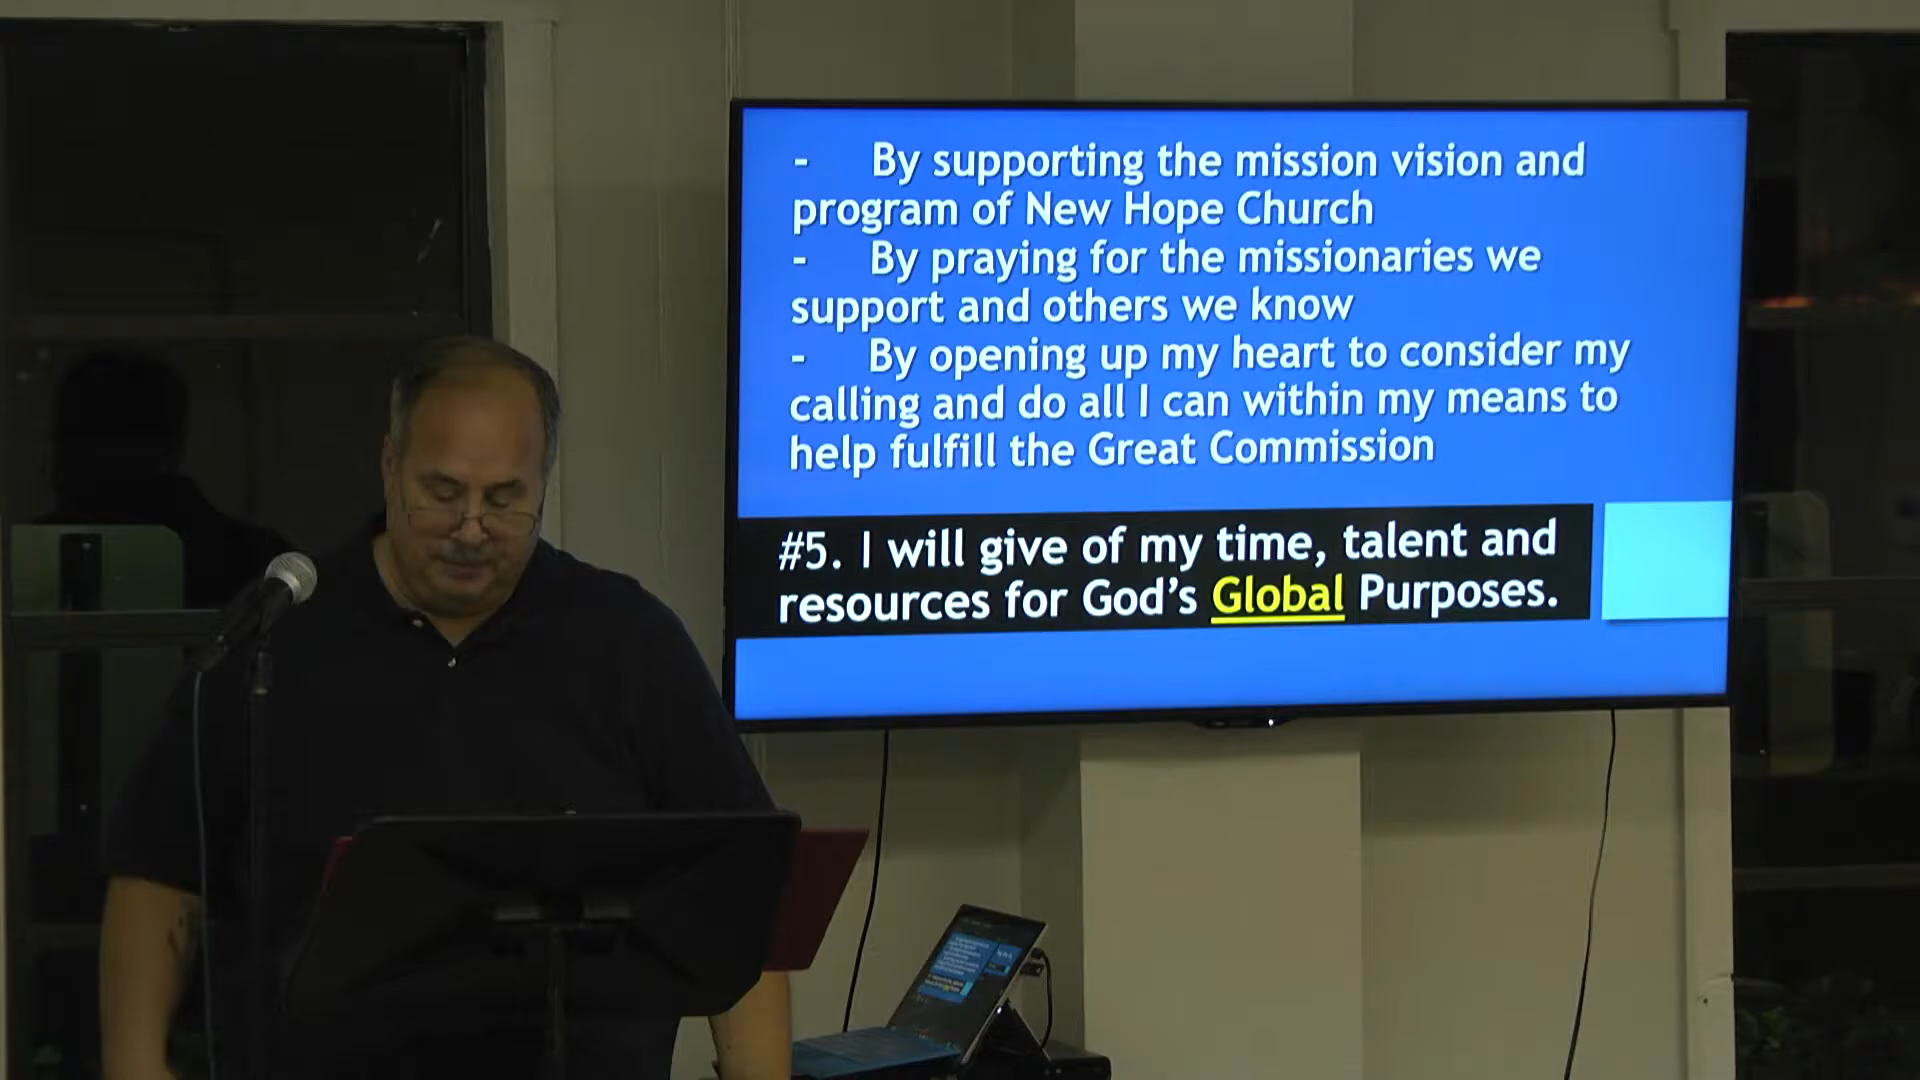 - By supporting the mission vision and
program of New Hope Church
- By praying for the missionaries we
support and others we know
- By opening up my heart to consider my
calling and do all I can within my means to
help fulfill the Great Commission
#5. I will give of my time, talent and
resources for God’s Global Purposes.